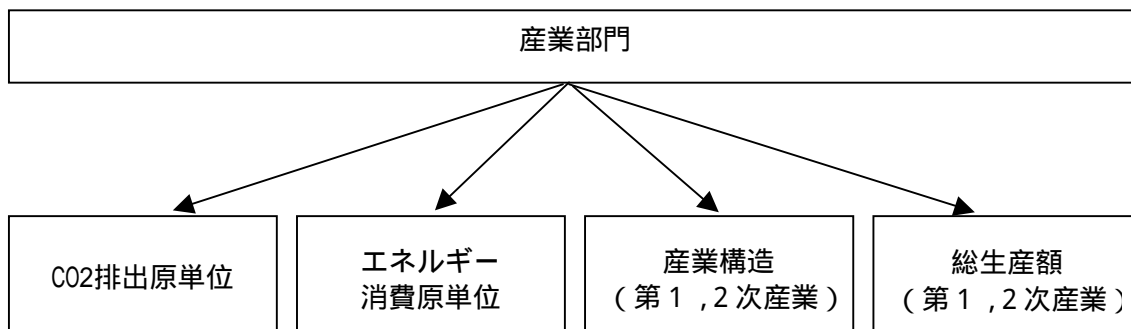 産業部門
CO2排出原単位
エネルギー
消費原単位
産業構造
（第１,２次産業）
総生産額
（第１,２次産業）